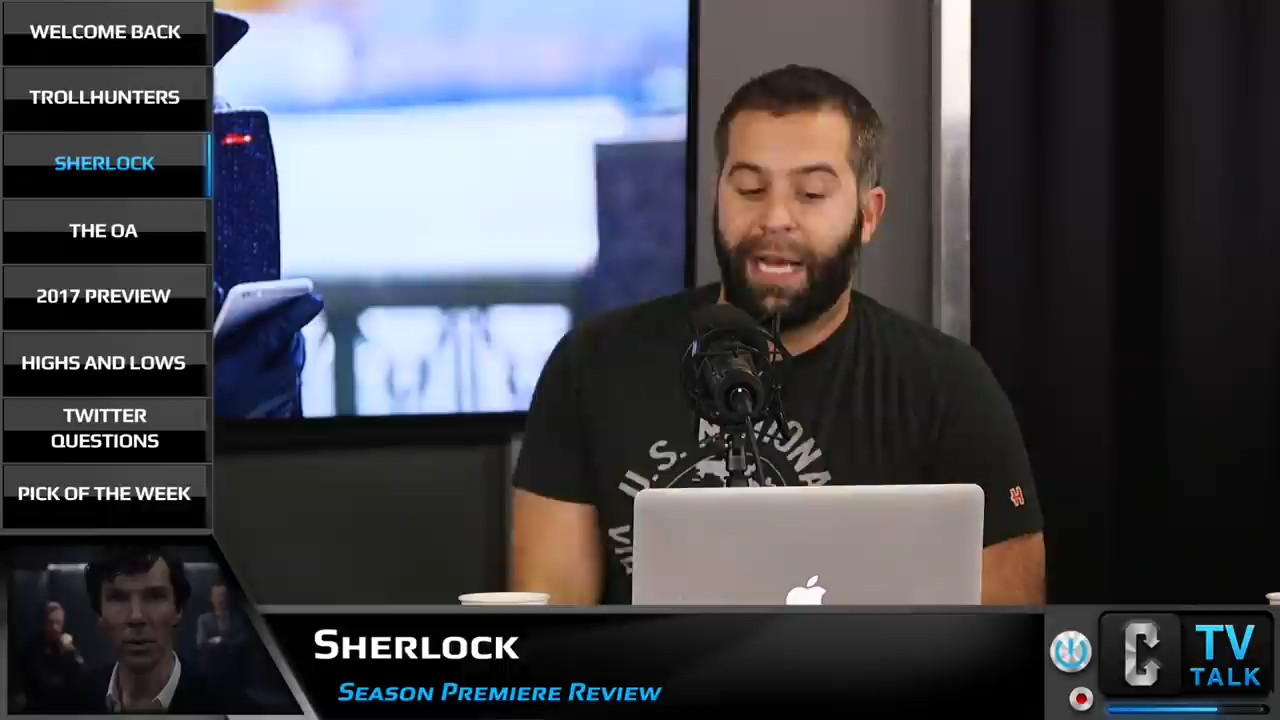 WELCOME BACK
TROLLHUNTERS
SHERLOCK
THE OA
2017 PREVIEW
HIGHS AND LOWS
TWITTER
QUESTIONS
PICK OF THE WEEK
U.S.
SHERLOCK
SEASON PREMIERE REVIEW
C
TV
TALK